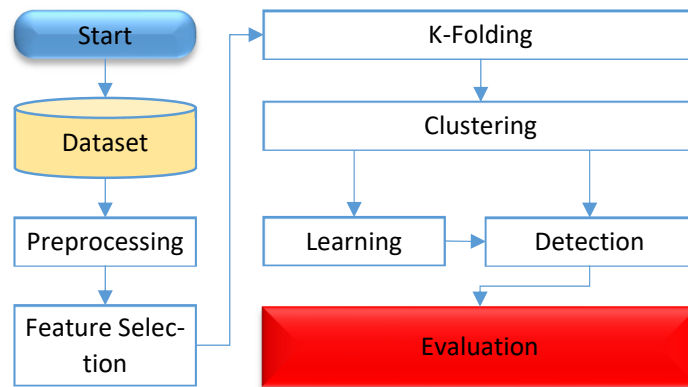 Start
Dataset
Preprocessing
Feature Selec-
tion
K-Folding
Clustering
Learning
Detection
Evaluation